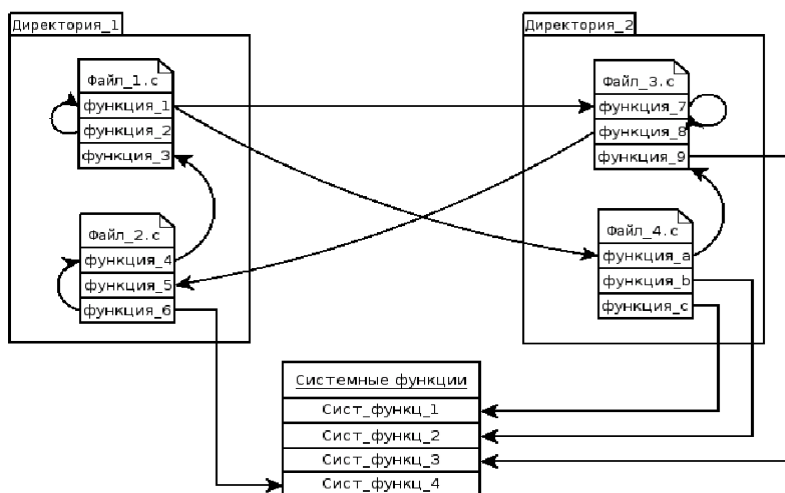 Директория_1
Файл_1.c
функция_1
функция_2
функция_3
Файл_2.c
функция_4
функция_5
функция_6
Директория_2
Файл_3.c
функция_7
функция_8
функция_9
Файл_4.c
функция_a
функция_b
функция_c
Системные функции
Сист_функц_1
Сист_функц_2
Сист_функц_3
Сист_функц_4